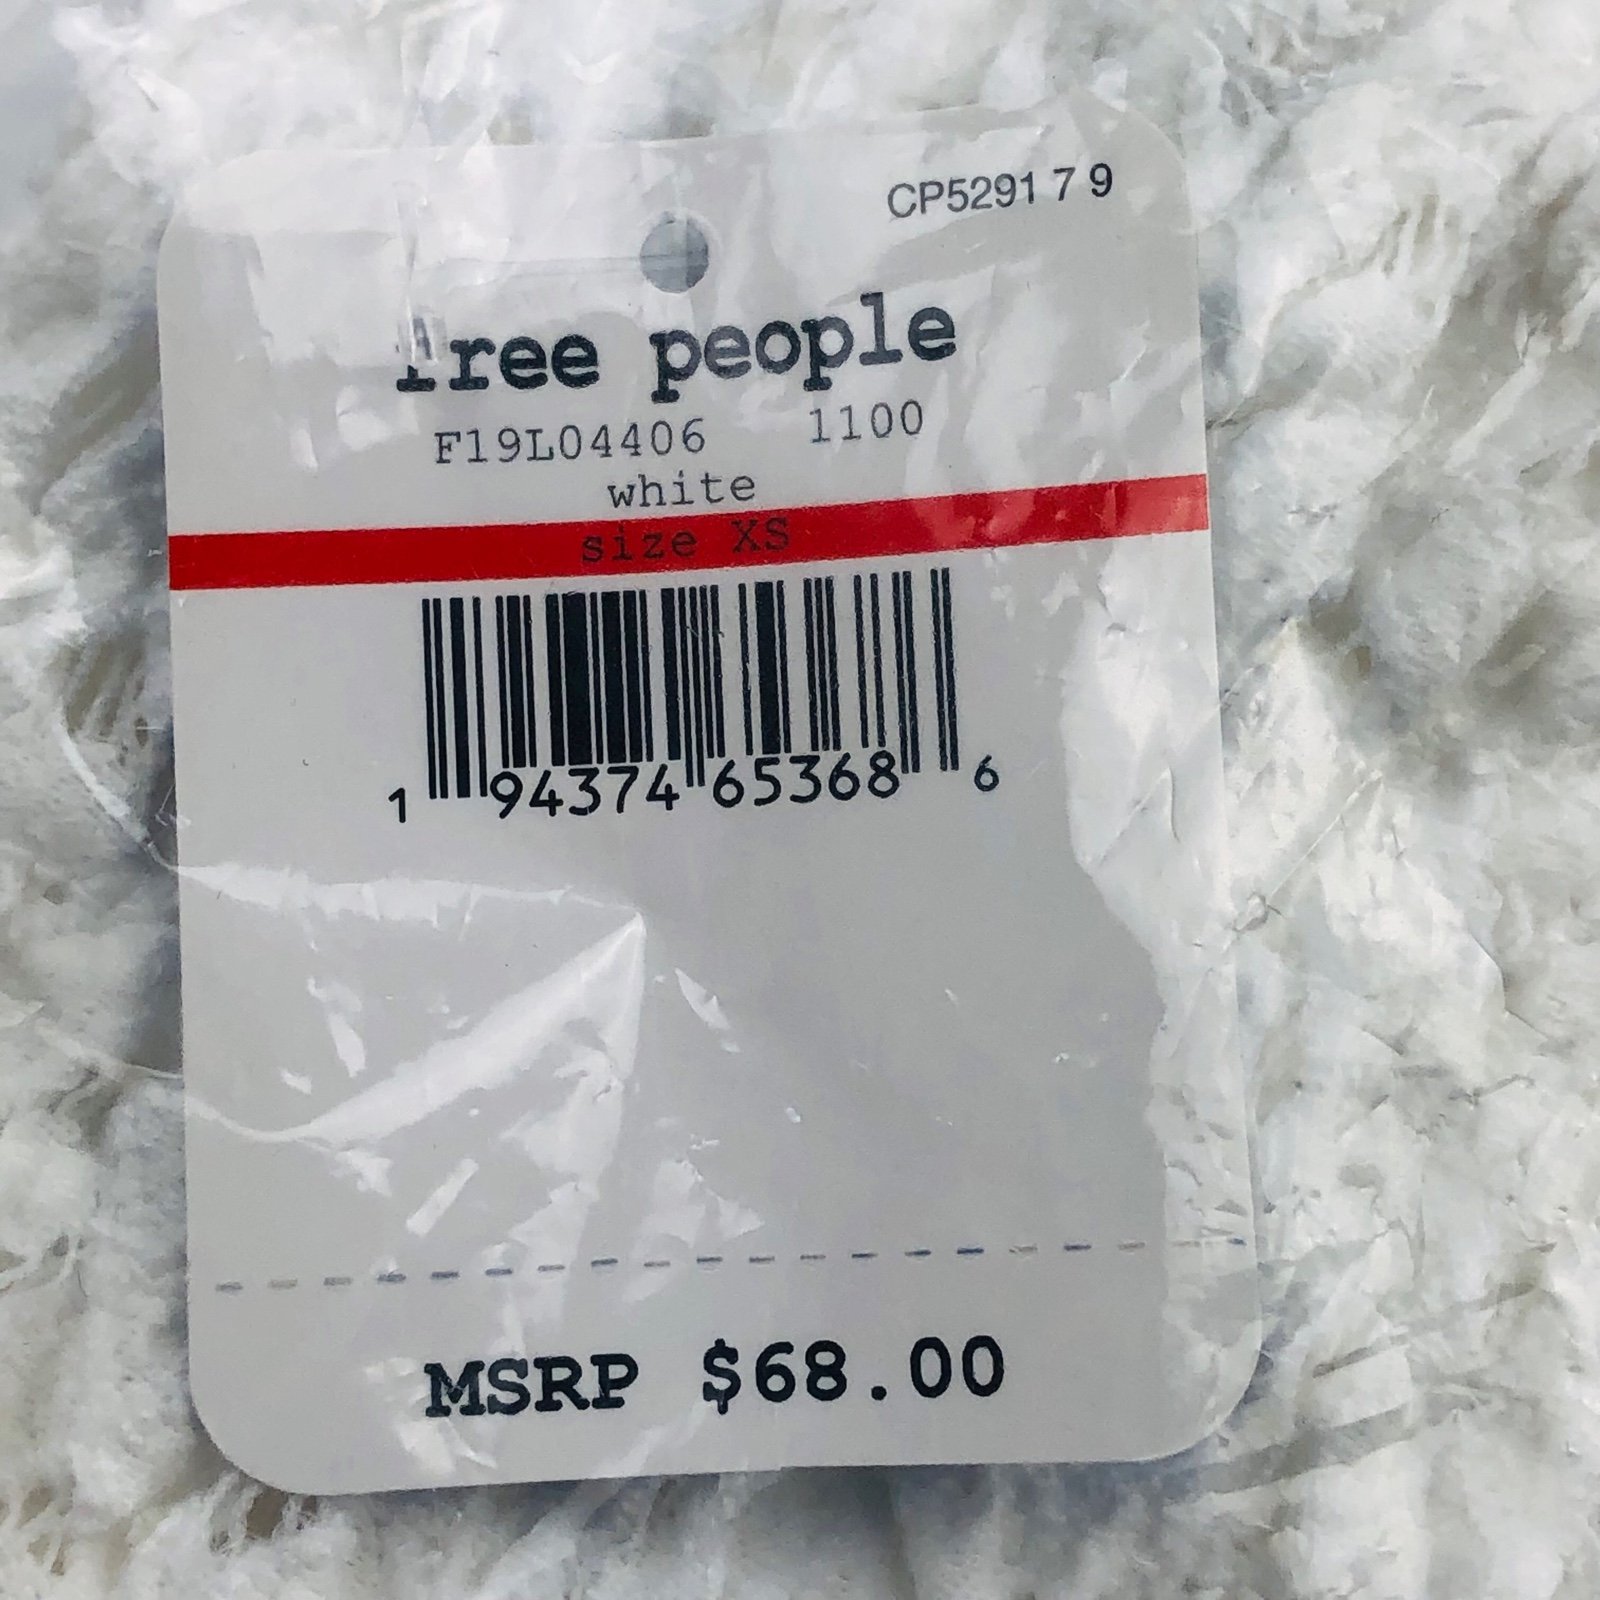 CP5291 7 9
free people
F19L04406 1100
white
size XS
1 94374 65368 6
MSRP $68.00